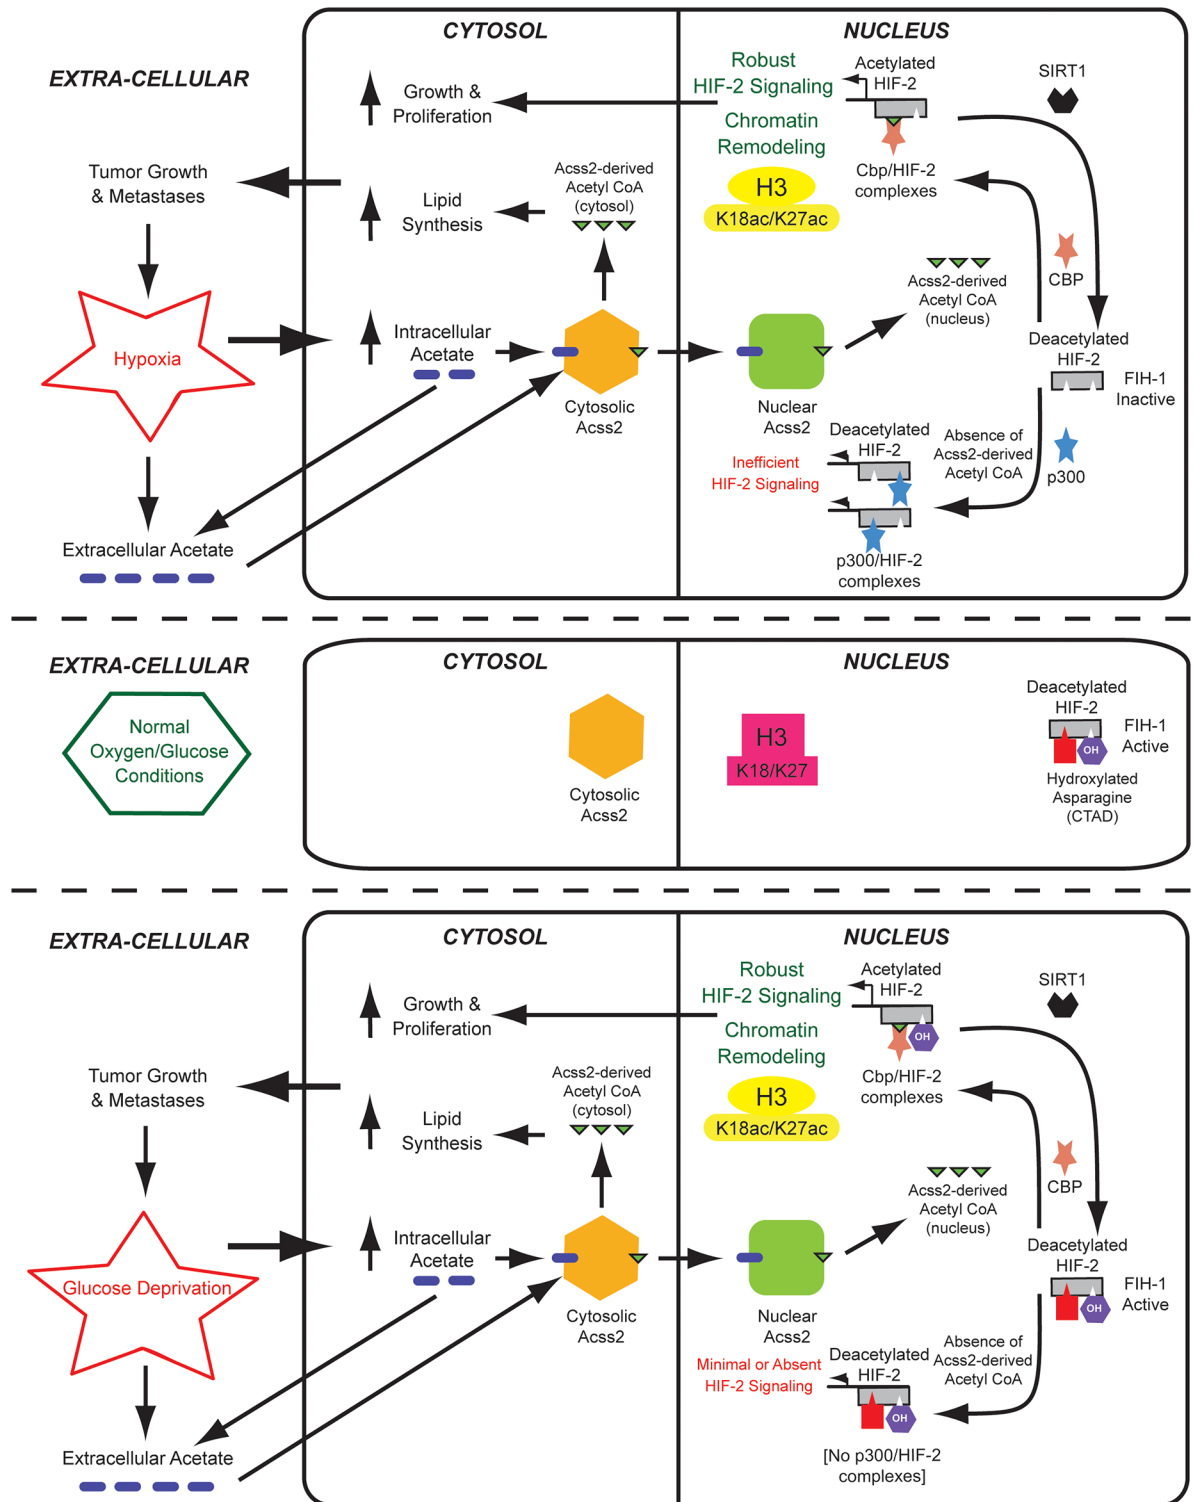 CYTOSOL
NUCLEUS
EXTRA-CELLULAR
Robust
HIF-2 Signaling
Acetylated
HIF-2
SIRT1
Growth &
Proliferation
Chromatin
Remodeling
Tumor Growth
& Metastases
Acss2-derived
Acetyl CoA
(cytosol)
Cbp/HIF-2
complexes
H3
K18ac/K27ac
Lipid
Synthesis
CBP
Acss2-derived
Acetyl CoA
(nucleus)
Hypoxia
Intracellular
Acetate
Deacetylated
HIF-2
FIH-1
Inactive
Cytosolic
Acss2
Nuclear
Acss2
Deacetylated
HIF-2
Absence of
Acss2-derived
Acetyl CoA
Inefficient
HIF-2 Signaling
p300
Extracellular Acetate
p300/HIF-2
complexes
EXTRA-CELLULAR
CYTOSOL
NUCLEUS
Normal
Oxygen/Glucose
Conditions
Cytosolic
Acss2
H3
K18/K27
Deacetylated
HIF-2
FIH-1
Active
OH
Hydroxylated
Asparagine
(CTAD)
EXTRA-CELLULAR
CYTOSOL
NUCLEUS
Robust
HIF-2 Signaling
Acetylated
HIF-2
SIRT1
Growth &
Proliferation
Chromatin
Remodeling
OH
Tumor Growth
& Metastases
Acss2-derived
Acetyl CoA
(cytosol)
Cbp/HIF-2
complexes
H3
K18ac/K27ac
Lipid
Synthesis
CBP
Acss2-derived
Acetyl CoA
(nucleus)
Glucose Deprivation
Intracellular
Acetate
Deacetylated
HIF-2
FIH-1
Active
OH
Cytosolic
Acss2
Nuclear
Acss2
Absence of
Acss2-derived
Acetyl CoA
Minimal or Absent
HIF-2 Signaling
Deacetylated
HIF-2
OH
Extracellular Acetate
[No p300/HIF-2
complexes]